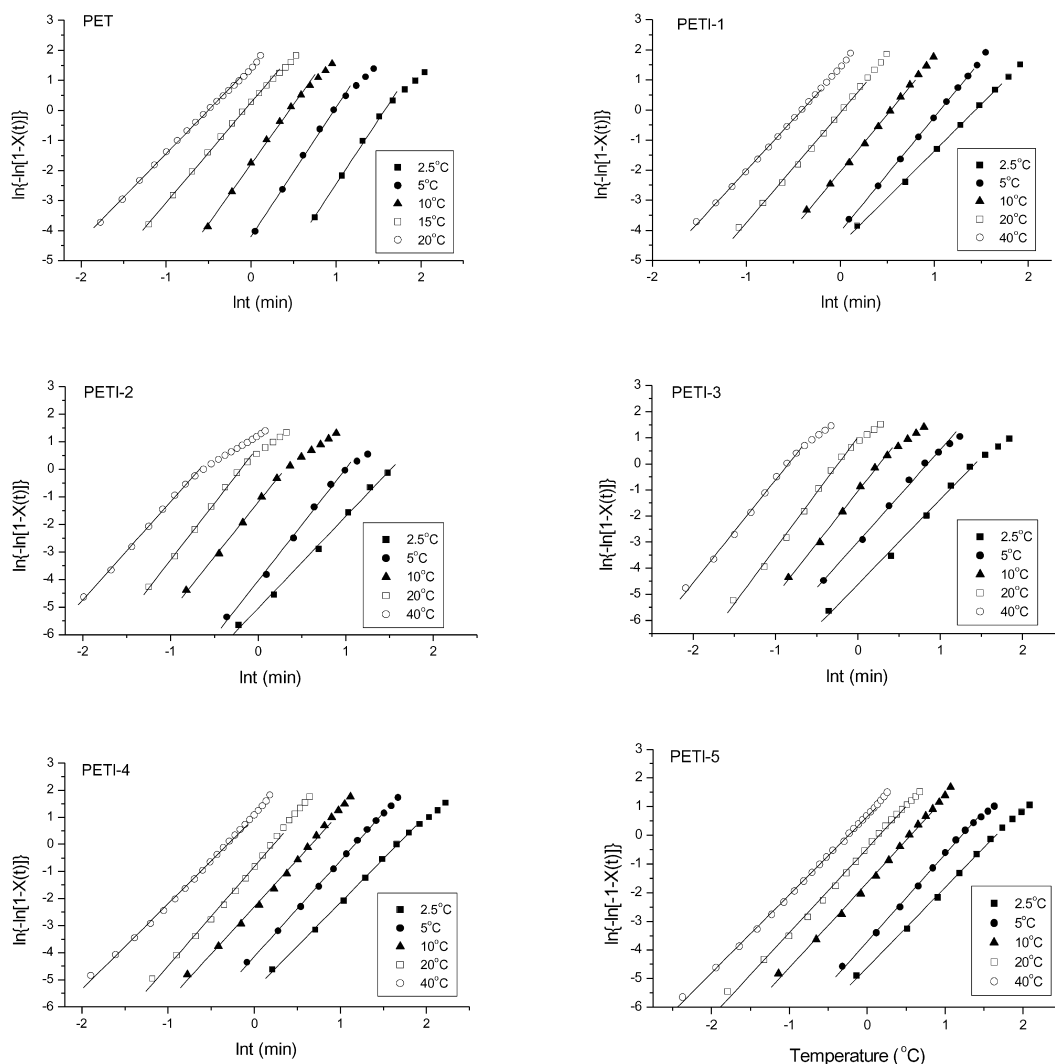 PET
2
1
0
-1
-2
-3
-4
-5
ln{-ln[1-X(t)]}
2.5°C
5°C
10°C
15°C
20°C
-2
-1
0
1
2
lnt (min)
PETI-1
3
2
1
0
-1
-2
-3
-4
-5
ln{-ln[1-X(t)]}
2.5°C
5°C
10°C
20°C
40°C
-2
-1
0
1
2
lnt (min)
PETI-2
3
2
1
0
-1
-2
-3
-4
-5
-6
ln{-ln[1-X(t)]}
2.5°C
5°C
10°C
20°C
40°C
-2
-1
0
1
2
lnt (min)
PETI-3
3
2
1
0
-1
-2
-3
-4
-5
-6
ln{-ln[1-X(t)]}
2.5°C
5°C
10°C
20°C
40°C
-2
-1
0
1
2
lnt (min)
PETI-4
3
2
1
0
-1
-2
-3
-4
-5
-6
ln{-ln[1-X(t)]}
2.5°C
5°C
10°C
20°C
40°C
-2
-1
0
1
2
lnt (min)
PETI-5
3
2
1
0
-1
-2
-3
-4
-5
-6
ln{-ln[-1-X(t)]}
2.5°C
5°C
10°C
20°C
40°C
-2
-1
0
1
2
Temperature (°C)